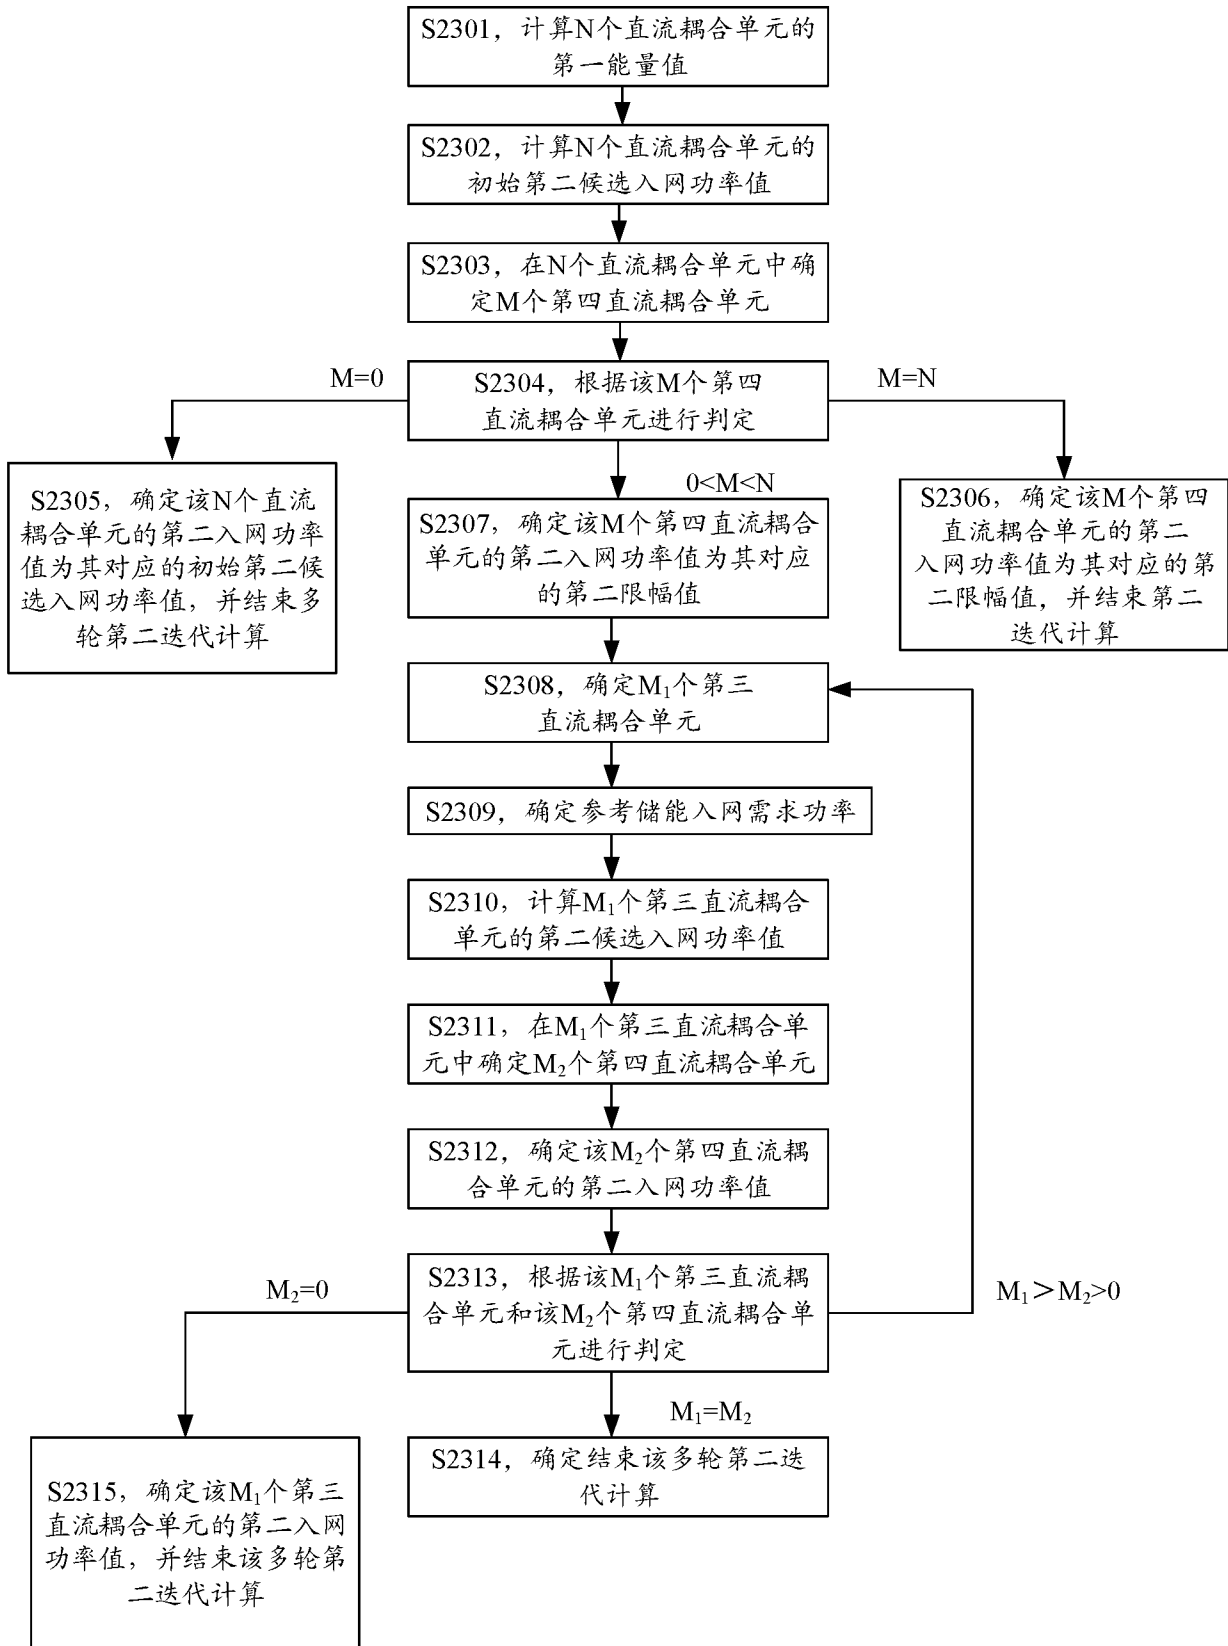 S2301，计算N个直流耦合单元的
第一能量值
S2302，计算N个直流耦合单元的
初始第二候选入网功率值
S2303，在N个直流耦合单元中确
定M个第四直流耦合单元
M=0
S2304，根据该M个第四
直流耦合单元进行判定
M=N
S2305，确定该N个直流
耦合单元的第二入网功率
值为其对应的初始第二候
选入网功率值，并结束多
轮第二迭代计算
0<M<N
S2306，确定该M个第四
直流耦合单元的第二
入网功率值为其对应的第
二限幅值，并结束第二
迭代计算
S2307，确定该M个第四直流耦合
单元的第二入网功率值为其对应
的第二限幅值
S2308，确定M₁个第三
直流耦合单元
S2309，确定参考储能入网需求功率
S2310，计算M₁个第三直流耦合
单元的第二候选入网功率值
S2311，在M₁个第三直流耦合单
元中确定M₂个第四直流耦合单元
S2312，确定该M₂个第四直流耦
合单元的第二入网功率值
M₂=0
S2313，根据该M₁个第三直流耦
合单元和该M₂个第四直流耦合单
元进行判定
M₁＞M₂>0
M₁=M₂
S2314，确定结束该多轮第二迭
代计算
S2315，确定该M₁个第三
直流耦合单元的第二入网
功率值，并结束该多轮第
二迭代计算